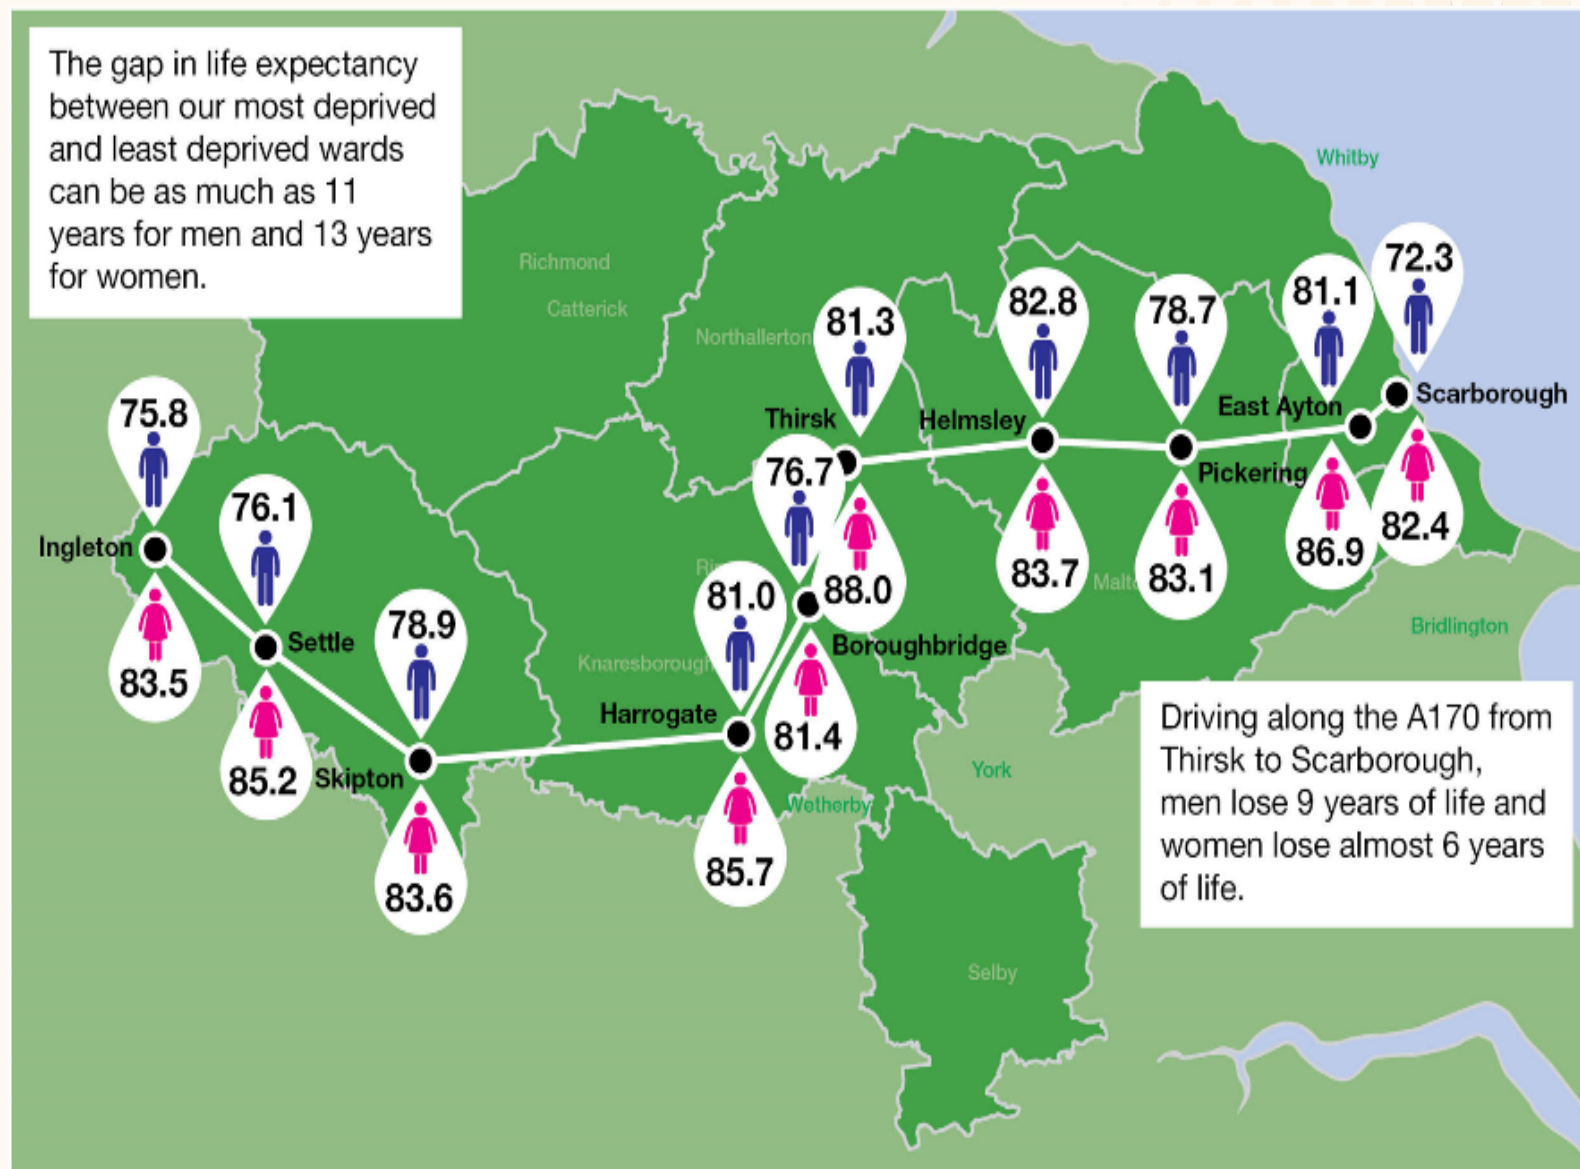 The gap in life expectancy
between our most deprived
and least deprived wards
can be as much as 11
years for men and 13 years
for women.
Whitby
Richmond
Catterick
Northallerton
72.3
81.1
82.8
78.7
81.3
Scarborough
East Ayton
Helmsley
Thirsk
Pickering
75.8
76.7
76.1
82.4
86.9
Ingleton
83.7
83.1
88.0
81.0
78.9
Bridlington
Settle
Boroughbridge
Knaresborough
83.5
Harrogate
81.4
85.2
Skipton
York
Wetherby
85.7
83.6
Driving along the A170 from
Thirsk to Scarborough,
men lose 9 years of life and
women lose almost 6 years
of life.
Selby